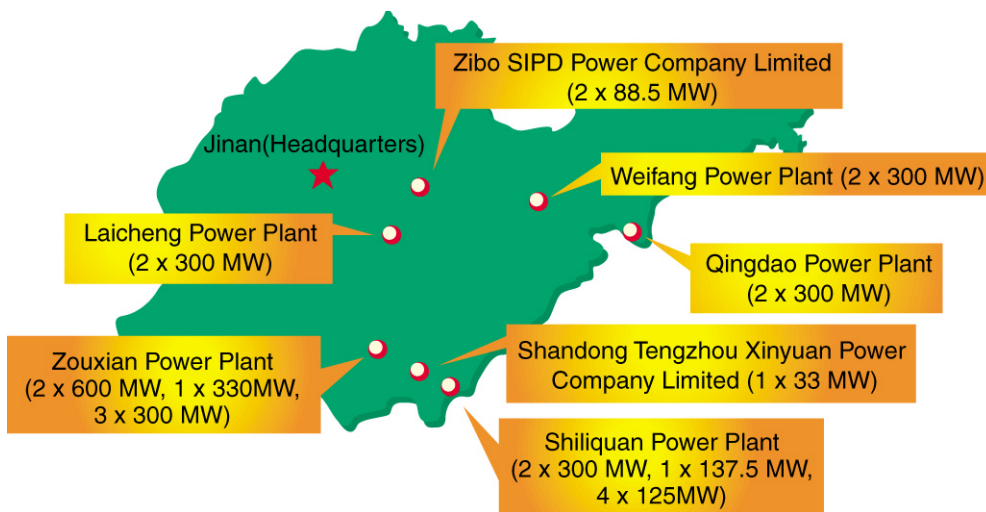 Zibo SIPD Power Company Limited
(2 x 88.5 MW)
Jinan(Headquarters)
Weifang Power Plant (2 x 300 MW)
Laicheng Power Plant
(2 x 300 MW)
Qingdao Power Plant
(2 x 300 MW)
Zouxian Power Plant
(2 x 600 MW, 1 x 330MW,
3 x 300 MW)
Shandong Tengzhou Xinyuan Power
Company Limited (1 x 33 MW)
Shiliquan Power Plant
(2 x 300 MW, 1 x 137.5 MW,
4 x 125MW)